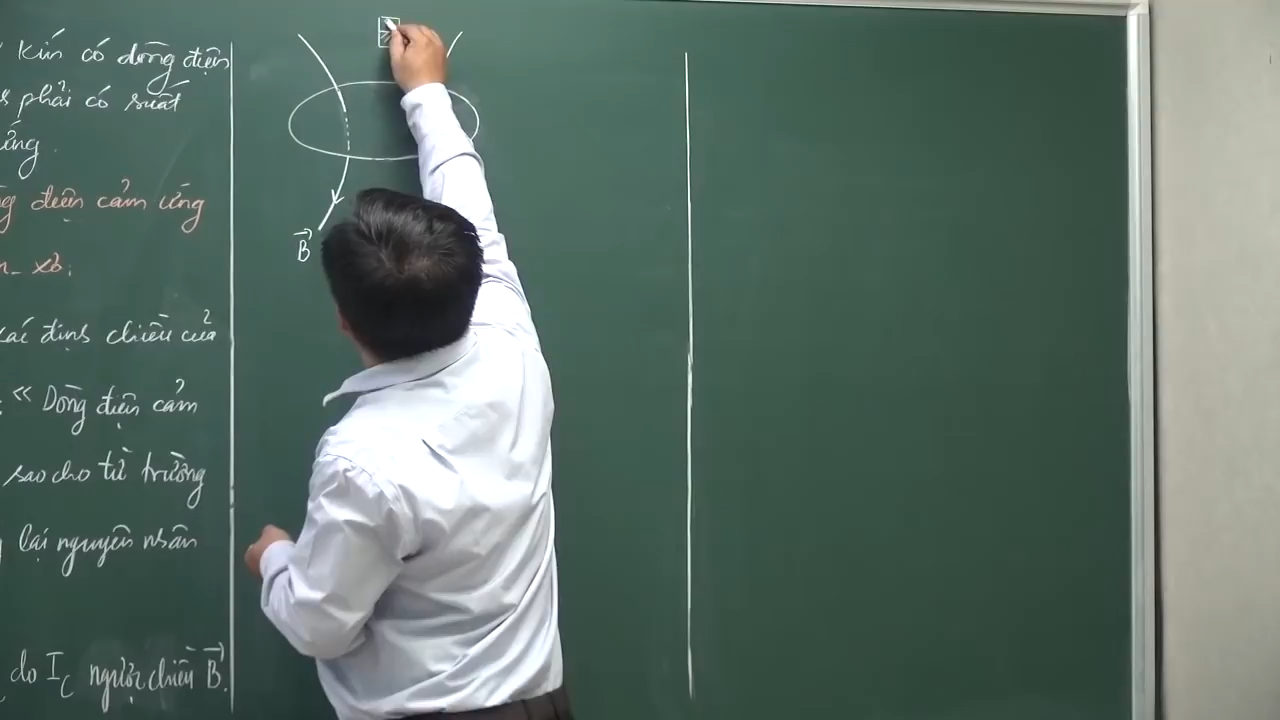 kín có dòng điện
phải có suất
ứng.
điện cảm ứng
xô.
xác định chiều của
: « Dòng điện cảm
sao cho từ trường
lại nguyên nhân
do I_C ngược chiều B⃗.
B⃗